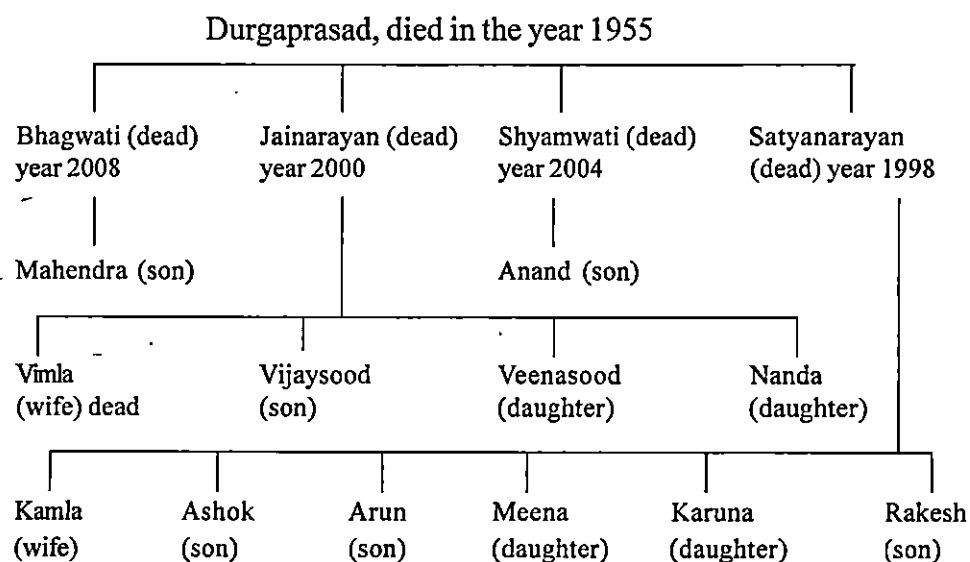 Durgaprasad, died in the year 1955
Bhagwati (dead)
year 2008
Jainarayan (dead)
year 2000
Shyamwati (dead)
year 2004
Satyanarayan
(dead) year 1998
Mahendra (son)
Anand (son)
Vimla
(wife) dead
Vijaysood
(son)
Veenasood
(daughter)
Nanda
(daughter)
Kamla
(wife)
Ashok
(son)
Arun
(son)
Meena
(daughter)
Karuna
(daughter)
Rakesh
(son)